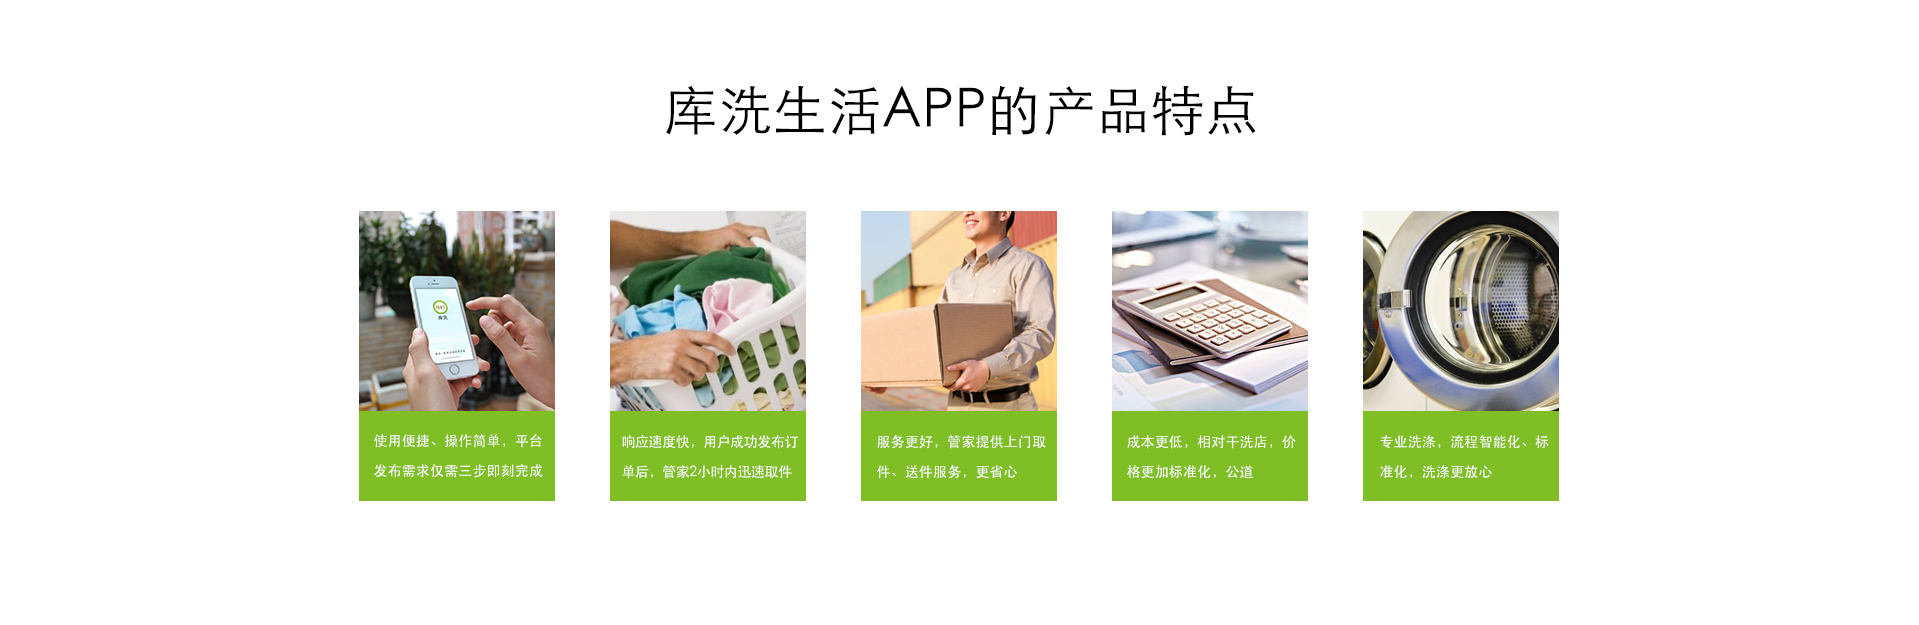 库洗生活APP的产品特点
库洗
使用便捷、操作简单，平台
发布需求仅需三步即刻完成
响应速度快，用户成功发布订
单后，管家2小时内迅速取件
服务更好，管家提供上门取
件、送件服务，更省心
成本更低，相对干洗店，价
格更加标准化，公道
专业洗涤，流程智能化、标
准化，洗涤更放心